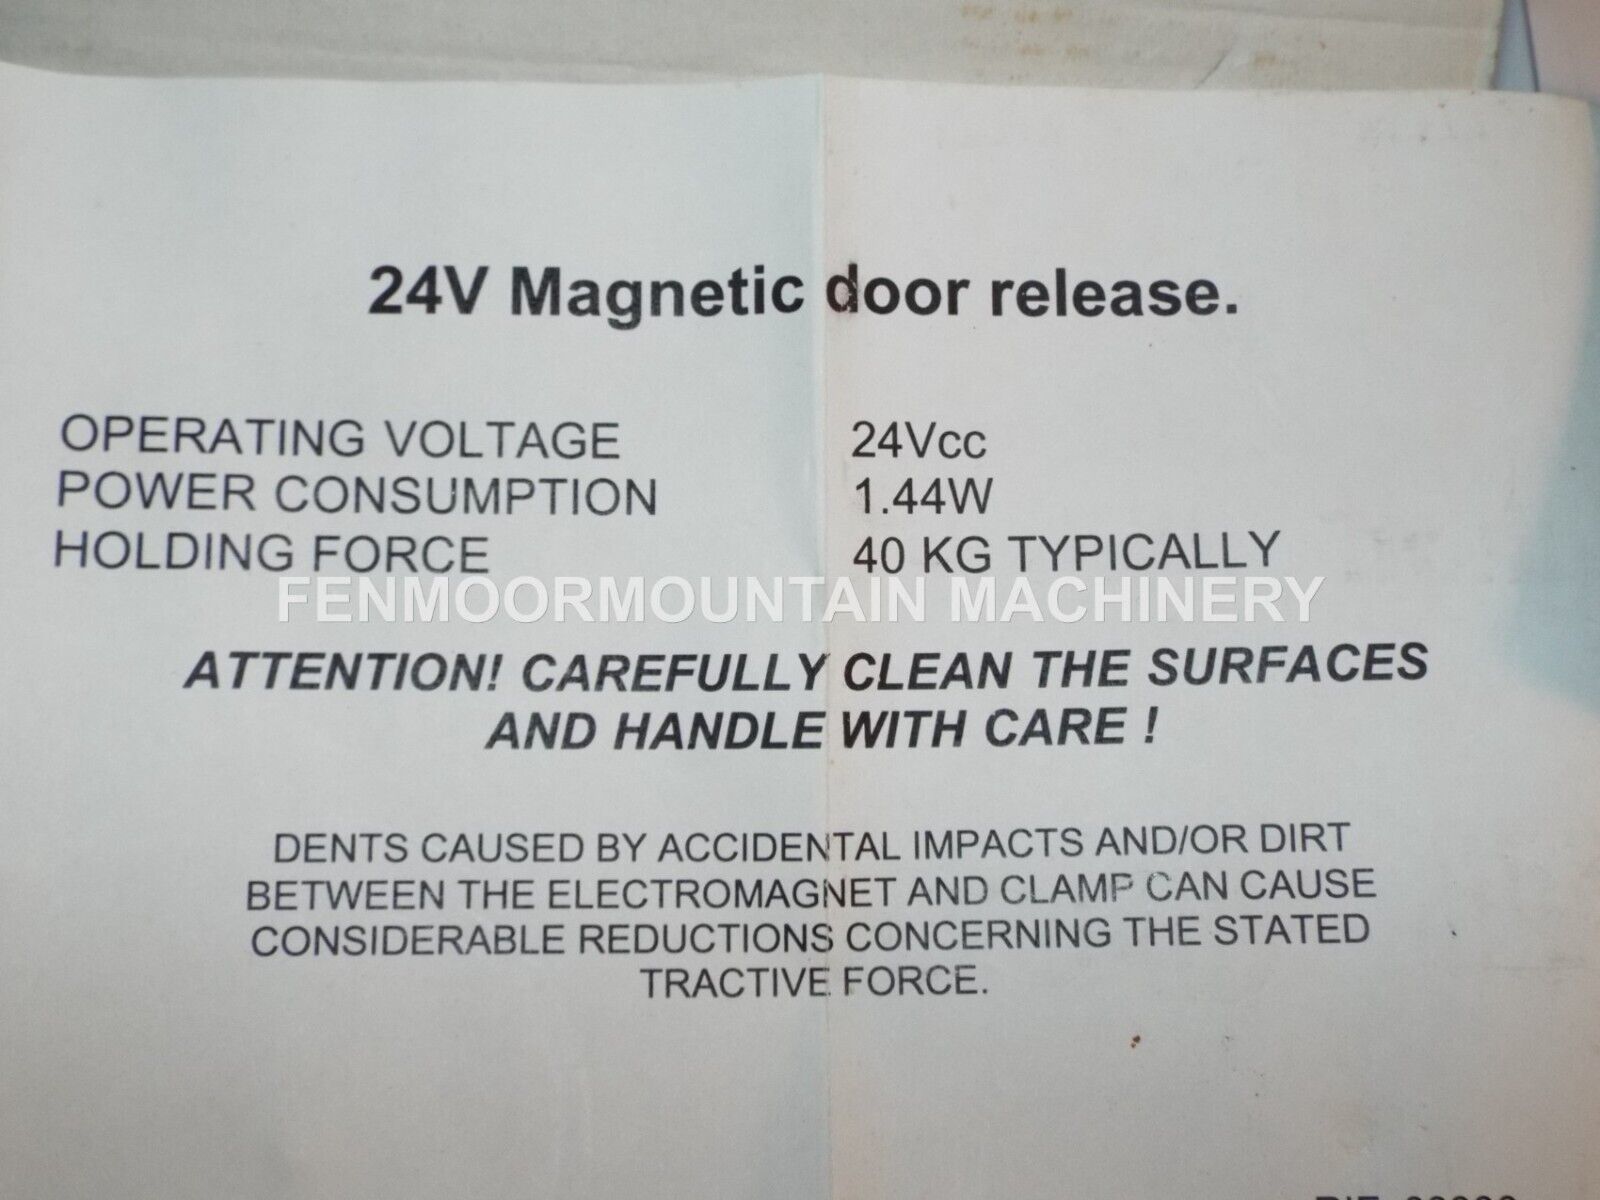 24V Magnetic door release.
OPERATING VOLTAGE 24Vcc
POWER CONSUMPTION 1.44W
HOLDING FORCE 40 KG TYPICALLY
FENMOORMOUNTAIN MACHINERY
ATTENTION! CAREFULLY CLEAN THE SURFACES
AND HANDLE WITH CARE !
DENTS CAUSED BY ACCIDENTAL IMPACTS AND/OR DIRT
BETWEEN THE ELECTROMAGNET AND CLAMP CAN CAUSE
CONSIDERABLE REDUCTIONS CONCERNING THE STATED
TRACTIVE FORCE.